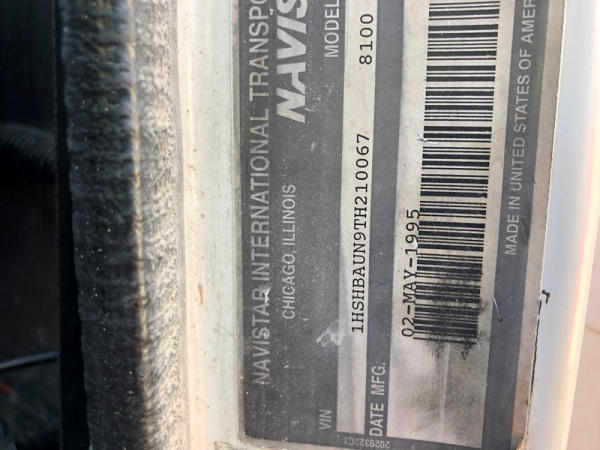 NAVISTAR INTERNATIONAL TRANSPO
CHICAGO, ILLINOIS
NAVIS
VIN
1HSHBAUN9TH210067
MODEL
8100
DATE MFG.
02-MAY-1995
MADE IN UNITED STATES OF AMER